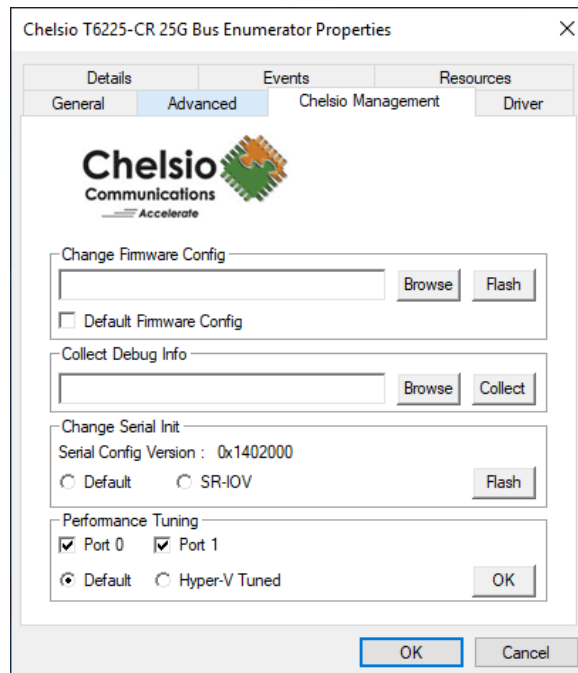 Chelsio T6225-CR 25G Bus Enumerator Properties
Details Events Resources
General Advanced Chelsio Management Driver
Chelsio
Communications
Accelerate
Change Firmware Config
Browse Flash
Default Firmware Config
Collect Debug Info
Browse Collect
Change Serial Init
Serial Config Version : 0x1402000
Default SR-IOV Flash
Performance Tuning
Port 0 Port 1
Default Hyper-V Tuned OK
OK Cancel